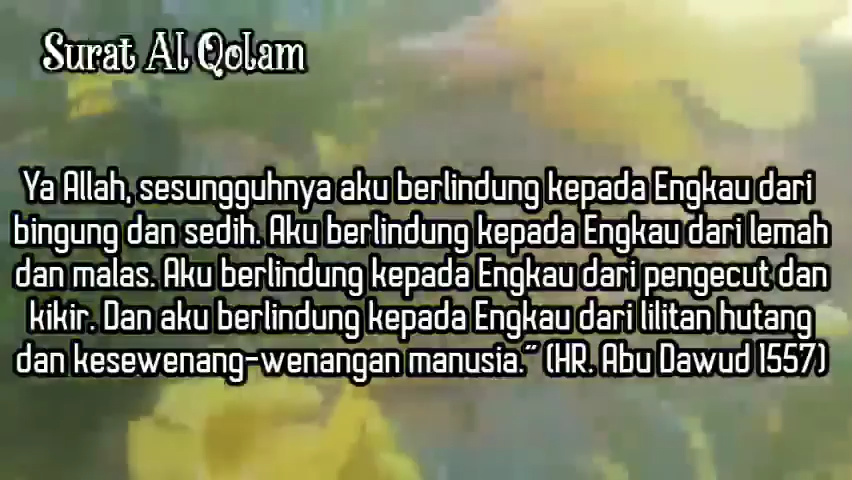 Surat Al Qolam
Ya Allah, sesungguhnya aku berlindung kepada Engkau dari
bingung dan sedih. Aku berlindung kepada Engkau dari lemah
dan malas. Aku berlindung kepada Engkau dari pengecut dan
kikir. Dan aku berlindung kepada Engkau dari lilitan hutang
dan kesewenang-wenangan manusia.” (HR. Abu Dawud 1557)